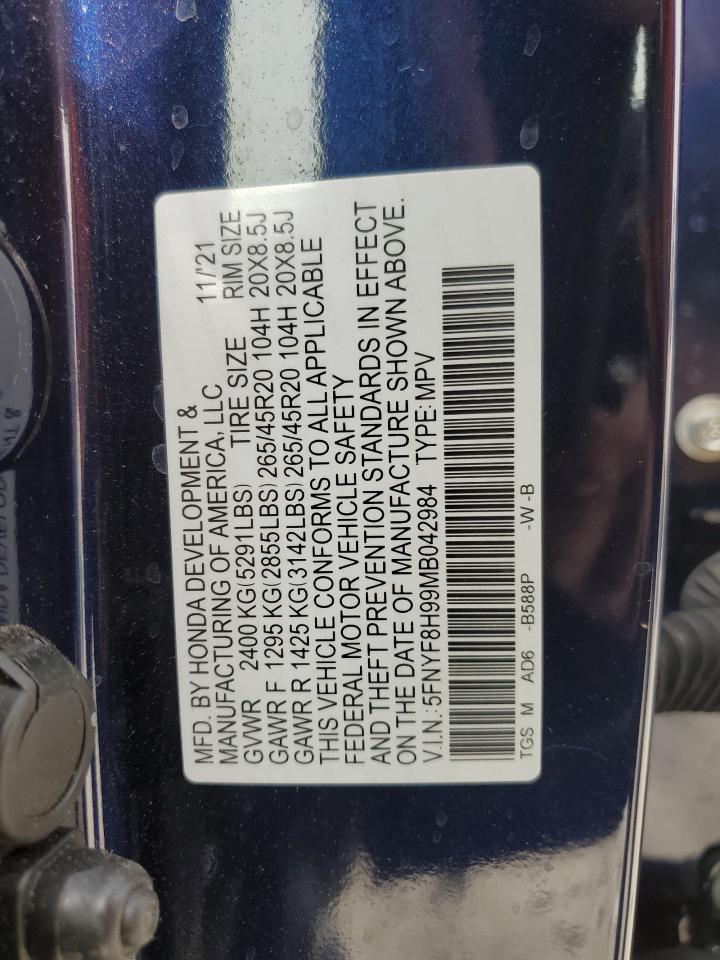 MFD. BY HONDA DEVELOPMENT &
MANUFACTURING OF AMERICA, LLC 11/'21
GVWR 2400 KG(5291LBS) TIRE SIZE RIM SIZE
GAWR F 1295 KG(2855LBS) 265/45R20 104H 20X8.5J
GAWR R 1425 KG(3142LBS) 265/45R20 104H 20X8.5J
THIS VEHICLE CONFORMS TO ALL APPLICABLE
FEDERAL MOTOR VEHICLE SAFETY
AND THEFT PREVENTION STANDARDS IN EFFECT
ON THE DATE OF MANUFACTURE SHOWN ABOVE.
V.I.N.: 5FNYF8H99MB042984 TYPE: MPV
TGS M AD6 -B588P -W -B